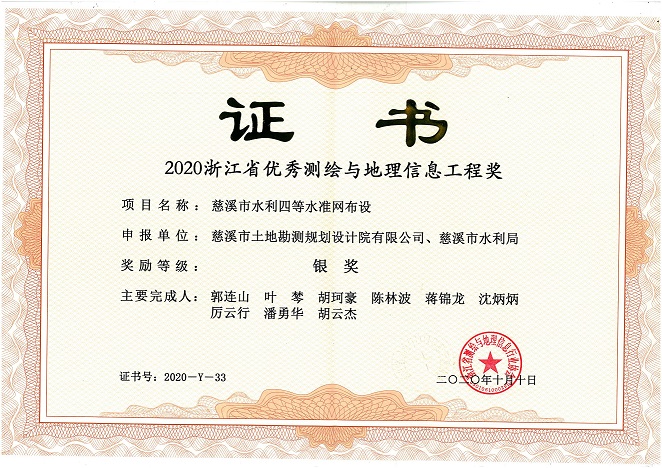 证 书
2020浙江省优秀测绘与地理信息工程奖
项目名称：慈溪市水利四等水准网布设
申报单位：慈溪市土地勘测规划设计院有限公司、慈溪市水利局
奖励等级： 银 奖
主要完成人：郭连山 叶 梦 胡珂豪 陈林波 蒋锦龙 沈炳炳
厉云行 潘勇华 胡云杰
浙江省测绘与地理信息行业协会
证书号：2020-Y-33
二〇二〇年十月十日